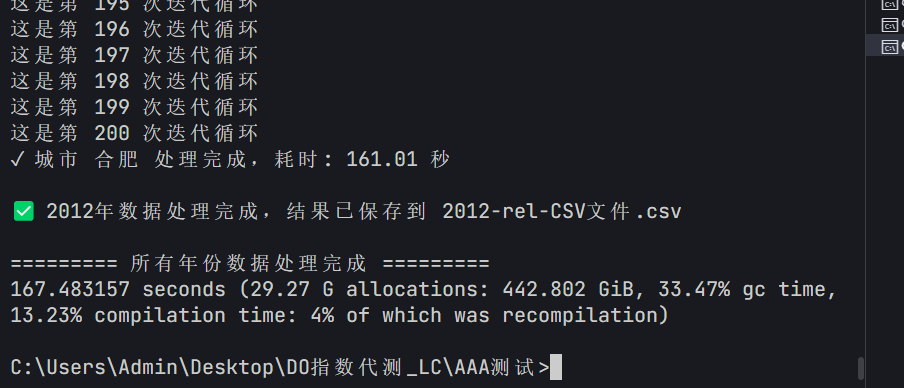 这是第 195 次迭代循环
这是第 196 次迭代循环
这是第 197 次迭代循环
这是第 198 次迭代循环
这是第 199 次迭代循环
这是第 200 次迭代循环
✓ 城市 合肥 处理完成，耗时: 161.01 秒
✅ 2012年数据处理完成，结果已保存到 2012-rel-CSV文件.csv
========= 所有年份数据处理完成 =========
167.483157 seconds (29.27 G allocations: 442.802 GiB, 33.47% gc time,
13.23% compilation time: 4% of which was recompilation)
C:\Users\Admin\Desktop\DO指数代测_LC\AAA测试>